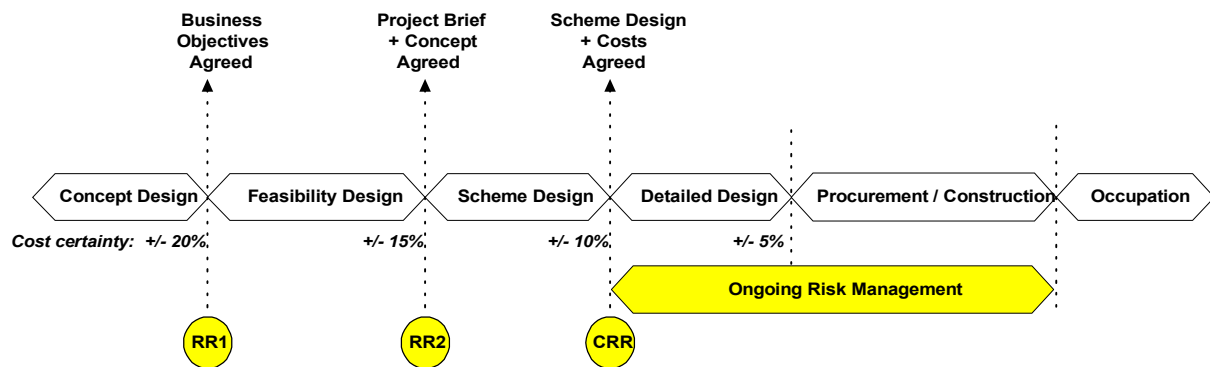 Business
Objectives
Agreed
Project Brief
+ Concept
Agreed
Scheme Design
+ Costs
Agreed
Concept Design
Feasibility Design
Scheme Design
Detailed Design
Procurement / Construction
Occupation
Cost certainty: +/- 20%
+/- 15%
+/- 10%
+/- 5%
Ongoing Risk Management
RR1
RR2
CRR